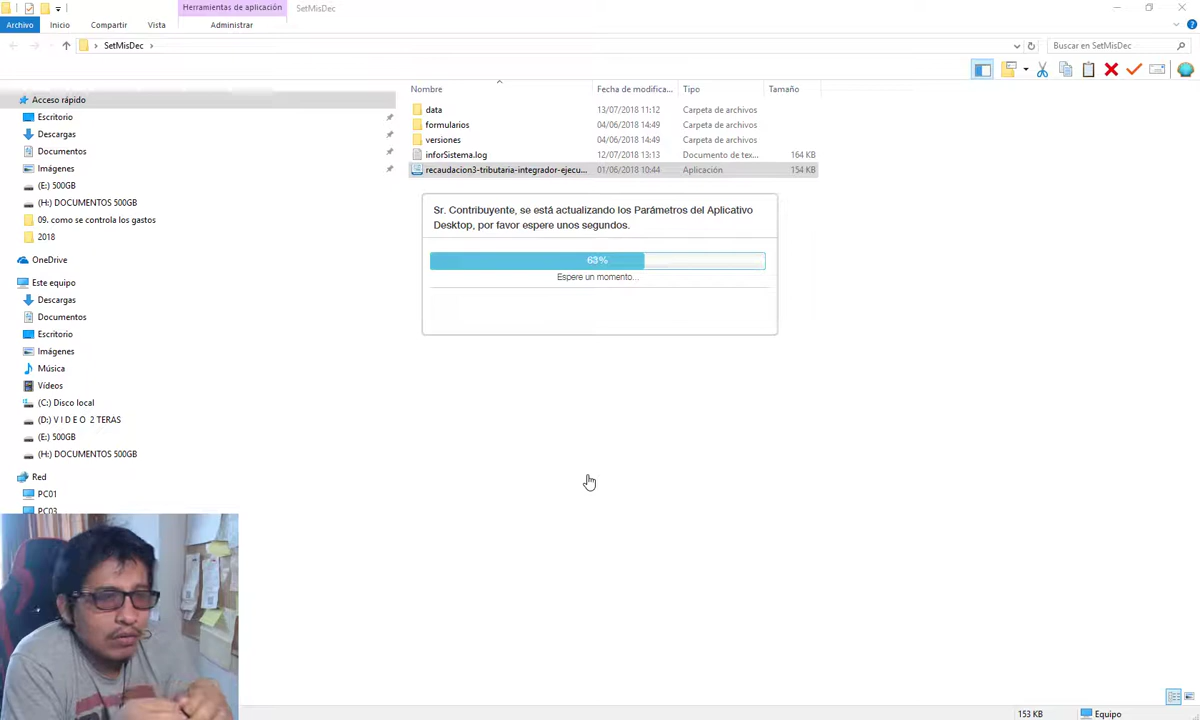 Herramientas de aplicación
SetMisDec
Archivo
Inicio
Compartir
Vista
Administrar
SetMisDec
Buscar en SetMisDec
Nombre
Fecha de modifica...
Tipo
Tamaño
Acceso rápido
Escritorio
Descargas
Documentos
Imágenes
(E:) 500GB
(H:) DOCUMENTOS 500GB
09. como se controla los gastos
2018
OneDrive
Este equipo
Descargas
Documentos
Escritorio
Imágenes
Música
Vídeos
(C:) Disco local
(D:) V I D E O 2 TERAS
(E:) 500GB
(H:) DOCUMENTOS 500GB
Red
PC01
PC03
data 13/07/2018 11:12 Carpeta de archivos
formularios 04/06/2018 14:49 Carpeta de archivos
versiones 04/06/2018 14:49 Carpeta de archivos
inforSistema.log 12/07/2018 13:13 Documento de tex... 164 KB
recaudacion3-tributaria-integrador-ejecu... 01/06/2018 10:44 Aplicación 154 KB
Sr. Contribuyente, se está actualizando los Parámetros del Aplicativo
Desktop, por favor espere unos segundos.
63%
Espere un momento...
153 KB
Equipo